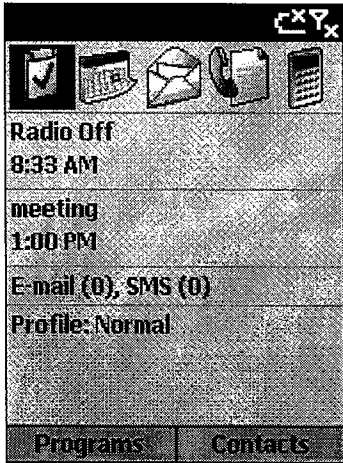 Radio Off
8:33 AM
meeting
1:00 PM
E-mail (0), SMS (0)
Profile: Normal
Programs Contacts